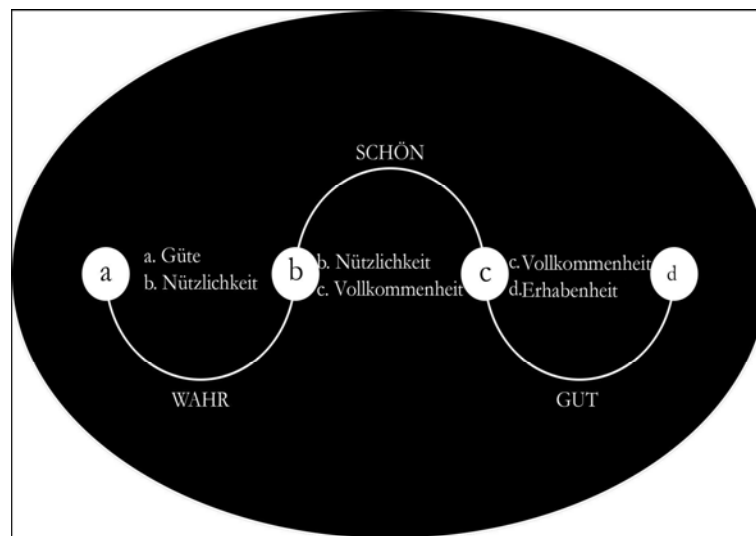 SCHÖN
a. Güte
b. Nützlichkeit
b. Nützlichkeit
c. Vollkommenheit
c. Vollkommenheit
d. Erhabenheit
a
b
c
d
WAHR
GUT